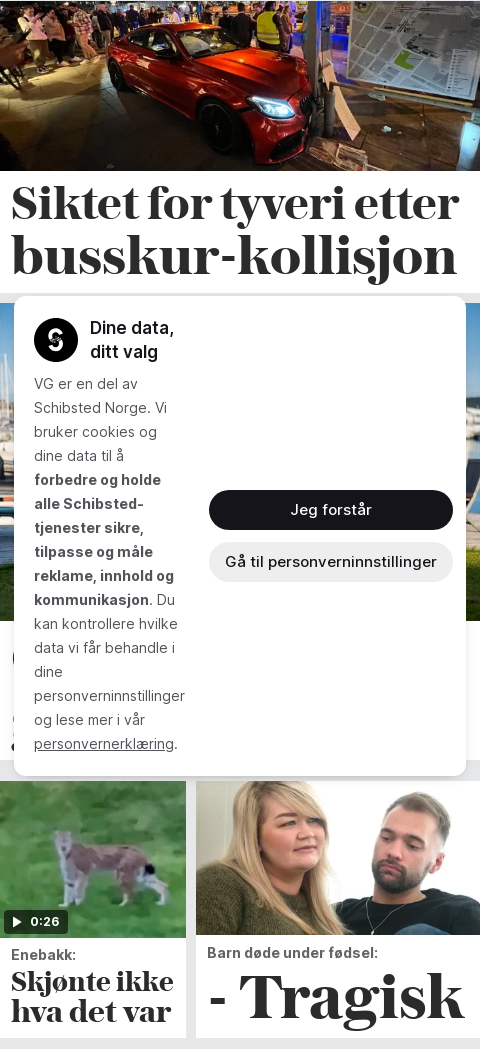 Siktet for tyveri etter
busskur-kollisjon
Dine data,
ditt valg
VG er en del av
Schibsted Norge. Vi
bruker cookies og
dine data til å
forbedre og holde
alle Schibsted-
tjenester sikre,
tilpasse og måle
reklame, innhold og
kommunikasjon. Du
kan kontrollere hvilke
data vi får behandle i
dine
personverninnstillinger
og lese mer i vår
personvernerklæring.
Jeg forstår
Gå til personverninnstillinger
0:26
Enebakk:
Skjønte ikke
hva det var
Barn døde under fødsel:
- Tragisk